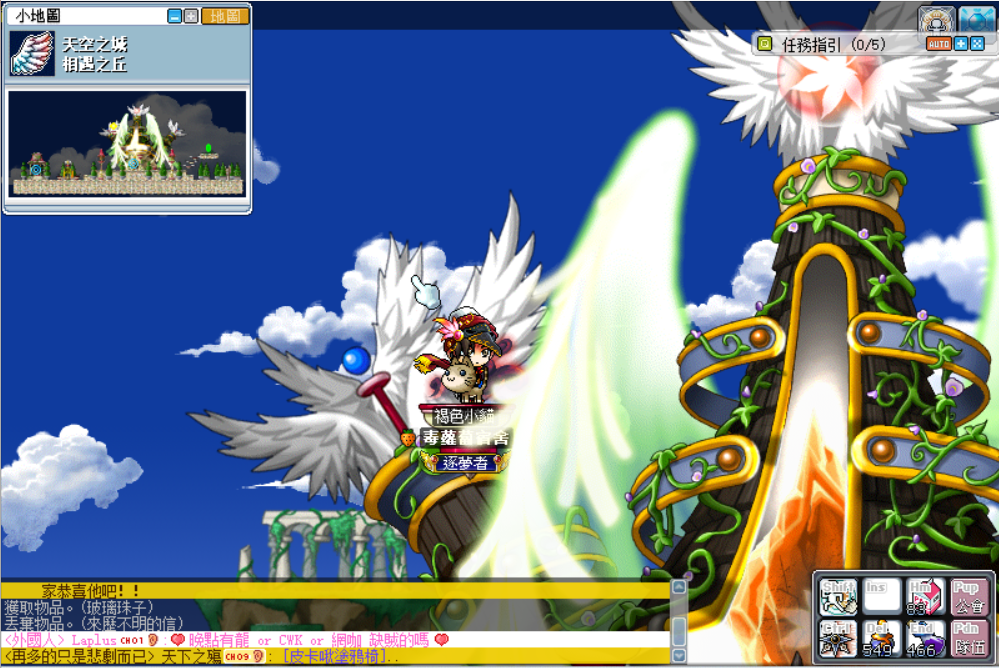 小地圖
地圖
天空之城
相遇之丘
任務指引 (0/5)
AUTO
褐色小貓
毒蘿蔔宿舍
逐夢者
家恭喜他吧! !
獲取物品。(玻璃珠子)
丟棄物品。(來歷不明的信)
<外國人> Laplus CH01 : 晚點有龍 or CWK or 網咖 缺賊的嗎
<再多的只是悲劇而已> 天下之殤 CH09 : [皮卡啾塗鴉椅]..
Shift
Ins
Hm
Pup
83
公會
Ctrl
Del
End
Pdn
549
466
隊伍